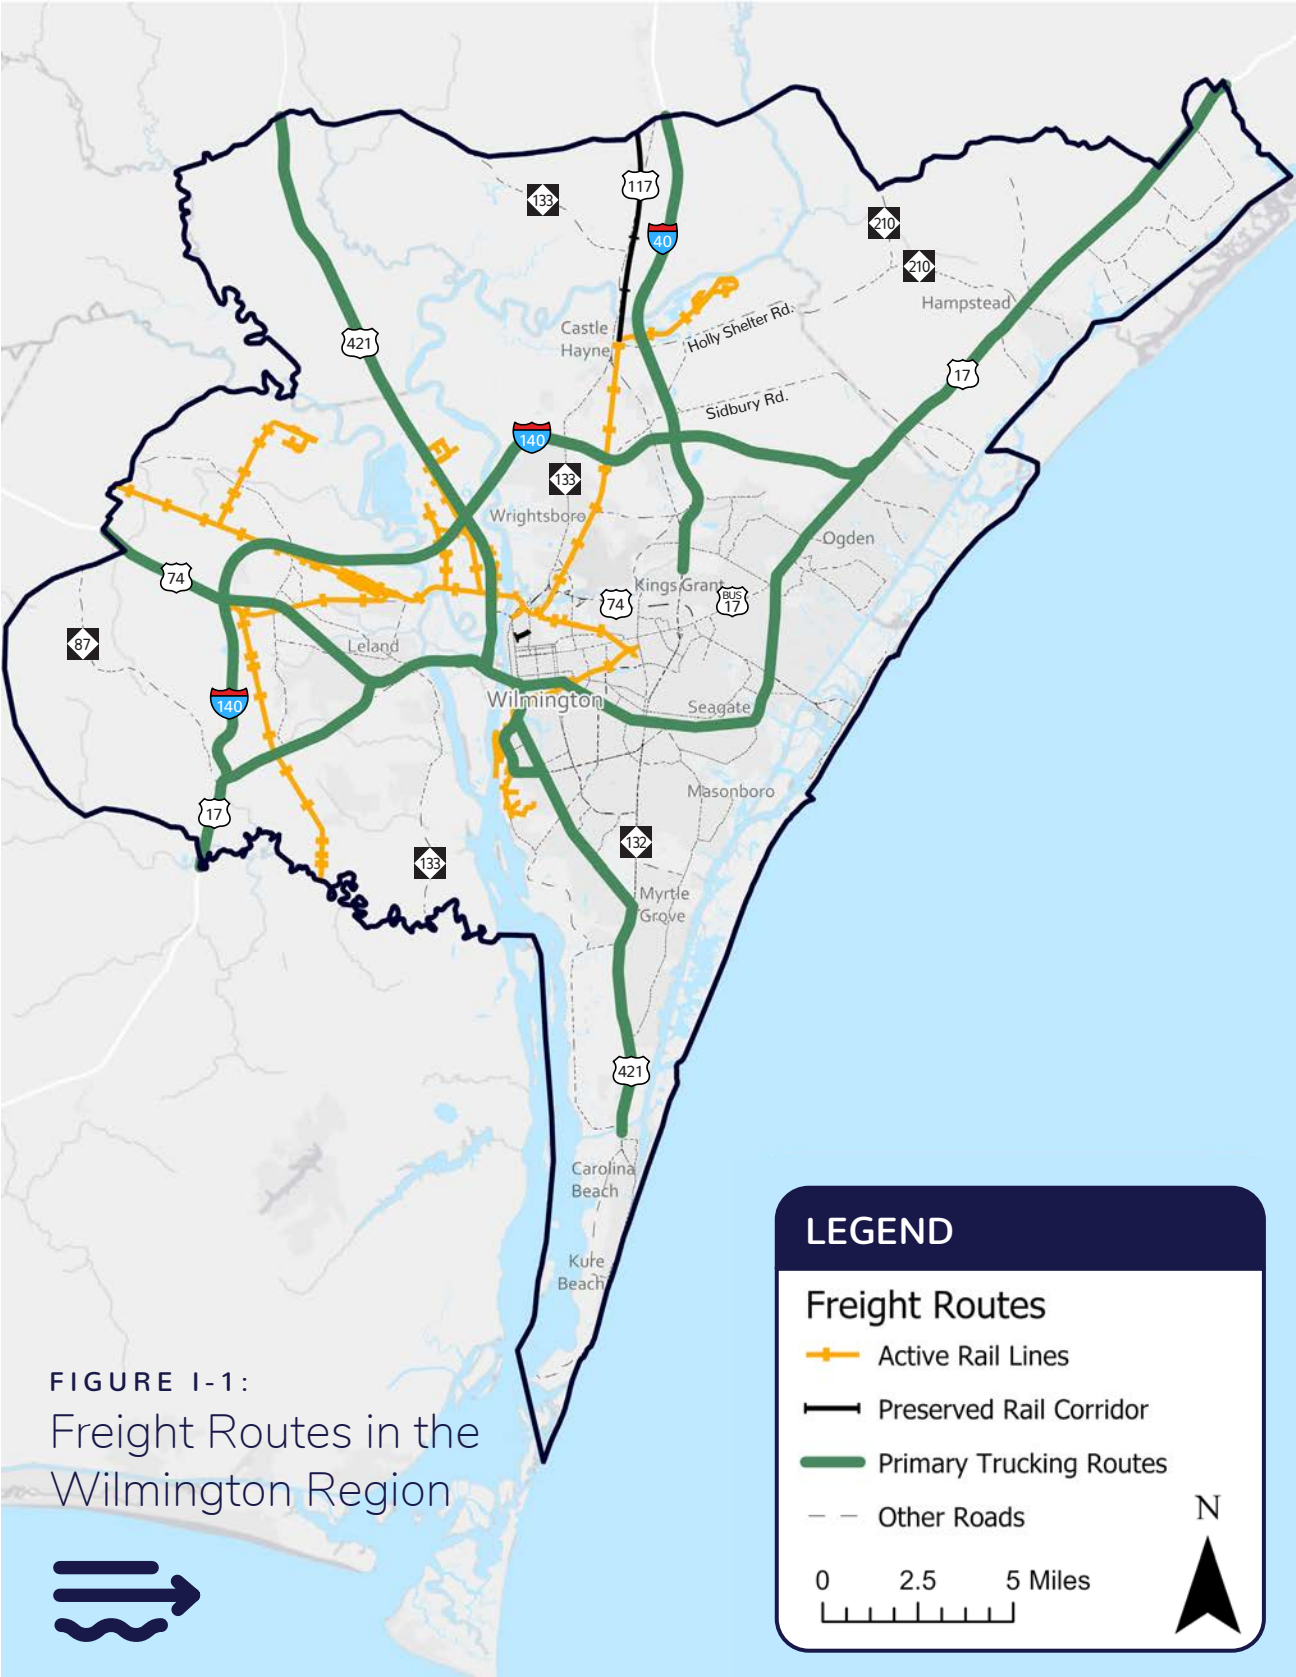 133
117
40
210
210
Hampstead
Castle
Hayne
Holly Shelter Rd.
421
17
Sidbury Rd.
140
133
Wrightsboro
Ogden
74
Kings Grant
74
BUS
17
87
Leland
140
Wilmington
Seagate
17
Masonboro
132
133
Myrtle
Grove
421
Carolina
Beach
Kure
Beach
LEGEND
Freight Routes
Active Rail Lines
Preserved Rail Corridor
Primary Trucking Routes
Other Roads
N
0 2.5 5 Miles
FIGURE I-1:
Freight Routes in the
Wilmington Region